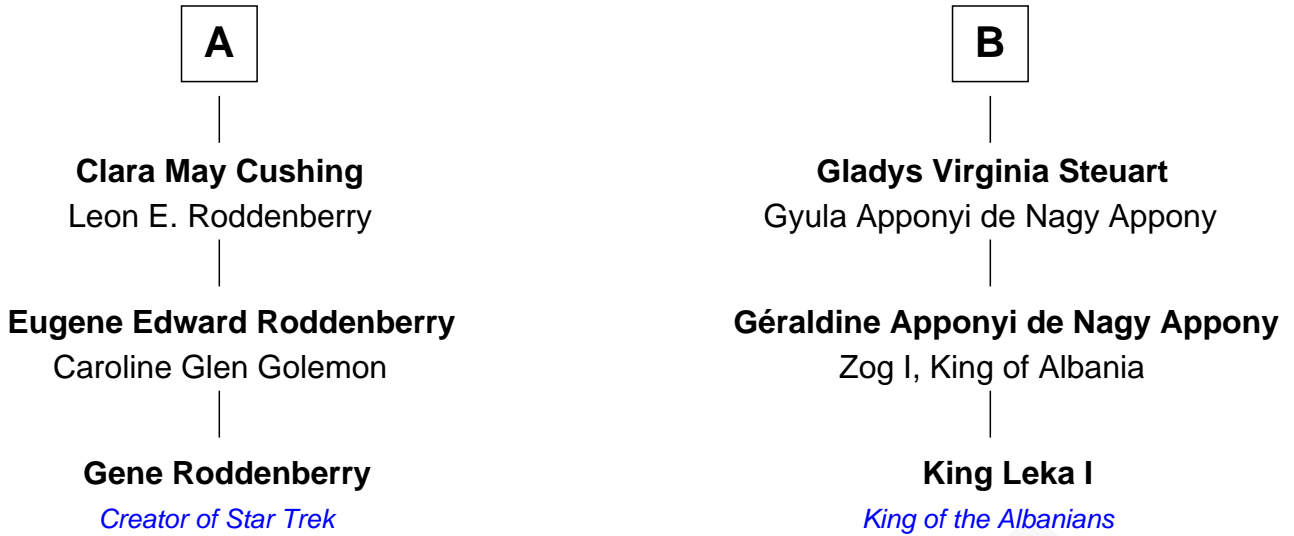 A
Clara May Cushing
Leon E. Roddenberry
Eugene Edward Roddenberry
Caroline Glen Golemon
Gene Roddenberry
Creator of Star Trek
B
Gladys Virginia Steuart
Gyula Apponyi de Nagy Appony
Géraldine Apponyi de Nagy Appony
Zog I, King of Albania
King Leka I
King of the Albanians